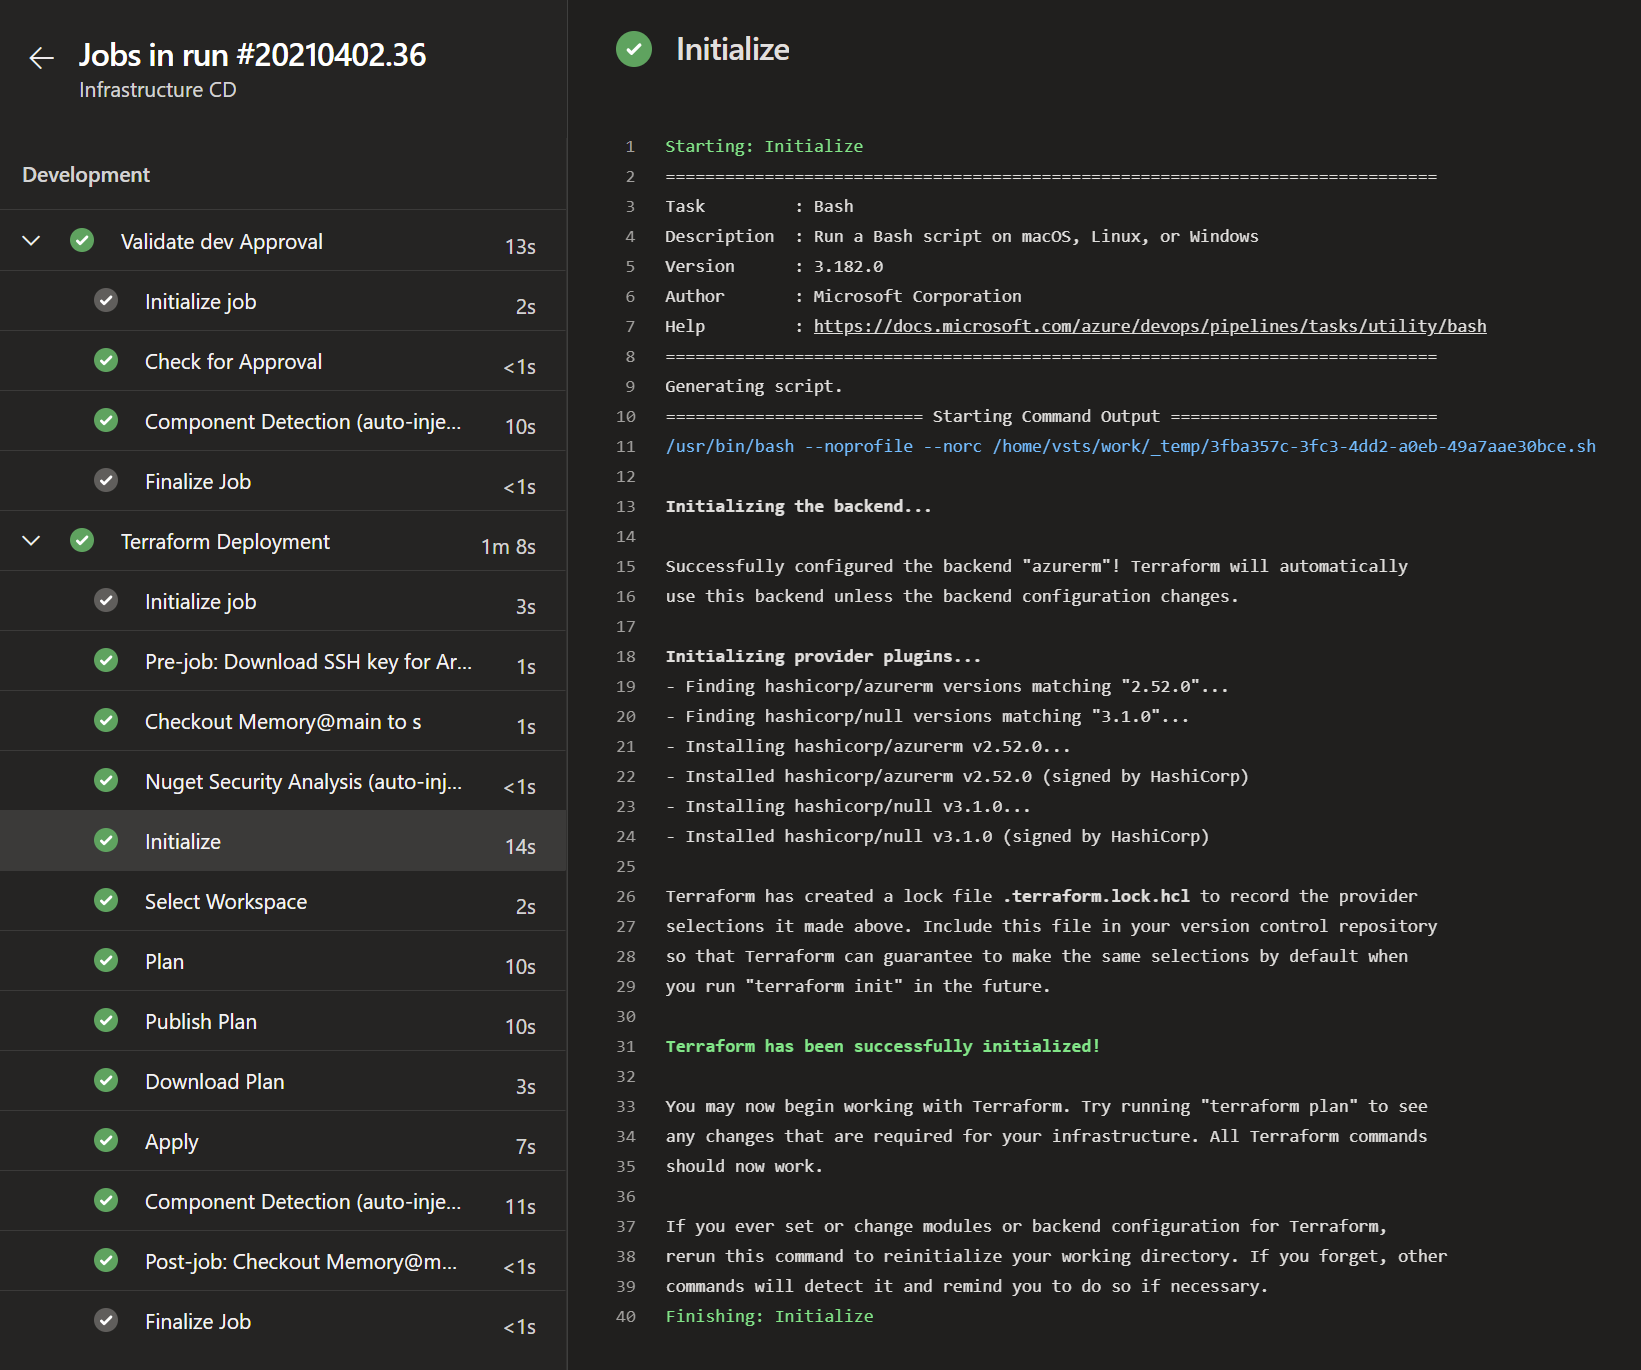 Jobs in run #20210402.36
Infrastructure CD
Development
Validate dev Approval 13s
Initialize job 2s
Check for Approval <1s
Component Detection (auto-inje... 10s
Finalize Job <1s
Terraform Deployment 1m 8s
Initialize job 3s
Pre-job: Download SSH key for Ar... 1s
Checkout Memory@main to s 1s
Nuget Security Analysis (auto-inj... <1s
Initialize 14s
Select Workspace 2s
Plan 10s
Publish Plan 10s
Download Plan 3s
Apply 7s
Component Detection (auto-inje... 11s
Post-job: Checkout Memory@m... <1s
Finalize Job <1s
Initialize
1 Starting: Initialize
2 ==============================================================================
3 Task         : Bash
4 Description  : Run a Bash script on macOS, Linux, or Windows
5 Version      : 3.182.0
6 Author       : Microsoft Corporation
7 Help         : https://docs.microsoft.com/azure/devops/pipelines/tasks/utility/bash
8 ==============================================================================
9 Generating script.
10 ========================== Starting Command Output ===========================
11 /usr/bin/bash --noprofile --norc /home/vsts/work/_temp/3fba357c-3fc3-4dd2-a0eb-49a7aae30bce.sh
12
13 Initializing the backend...
14
15 Successfully configured the backend "azurerm"! Terraform will automatically
16 use this backend unless the backend configuration changes.
17
18 Initializing provider plugins...
19 - Finding hashicorp/azurerm versions matching "2.52.0"...
20 - Finding hashicorp/null versions matching "3.1.0"...
21 - Installing hashicorp/azurerm v2.52.0...
22 - Installed hashicorp/azurerm v2.52.0 (signed by HashiCorp)
23 - Installing hashicorp/null v3.1.0...
24 - Installed hashicorp/null v3.1.0 (signed by HashiCorp)
25
26 Terraform has created a lock file .terraform.lock.hcl to record the provider
27 selections it made above. Include this file in your version control repository
28 so that Terraform can guarantee to make the same selections by default when
29 you run "terraform init" in the future.
30
31 Terraform has been successfully initialized!
32
33 You may now begin working with Terraform. Try running "terraform plan" to see
34 any changes that are required for your infrastructure. All Terraform commands
35 should now work.
36
37 If you ever set or change modules or backend configuration for Terraform,
38 rerun this command to reinitialize your working directory. If you forget, other
39 commands will detect it and remind you to do so if necessary.
40 Finishing: Initialize